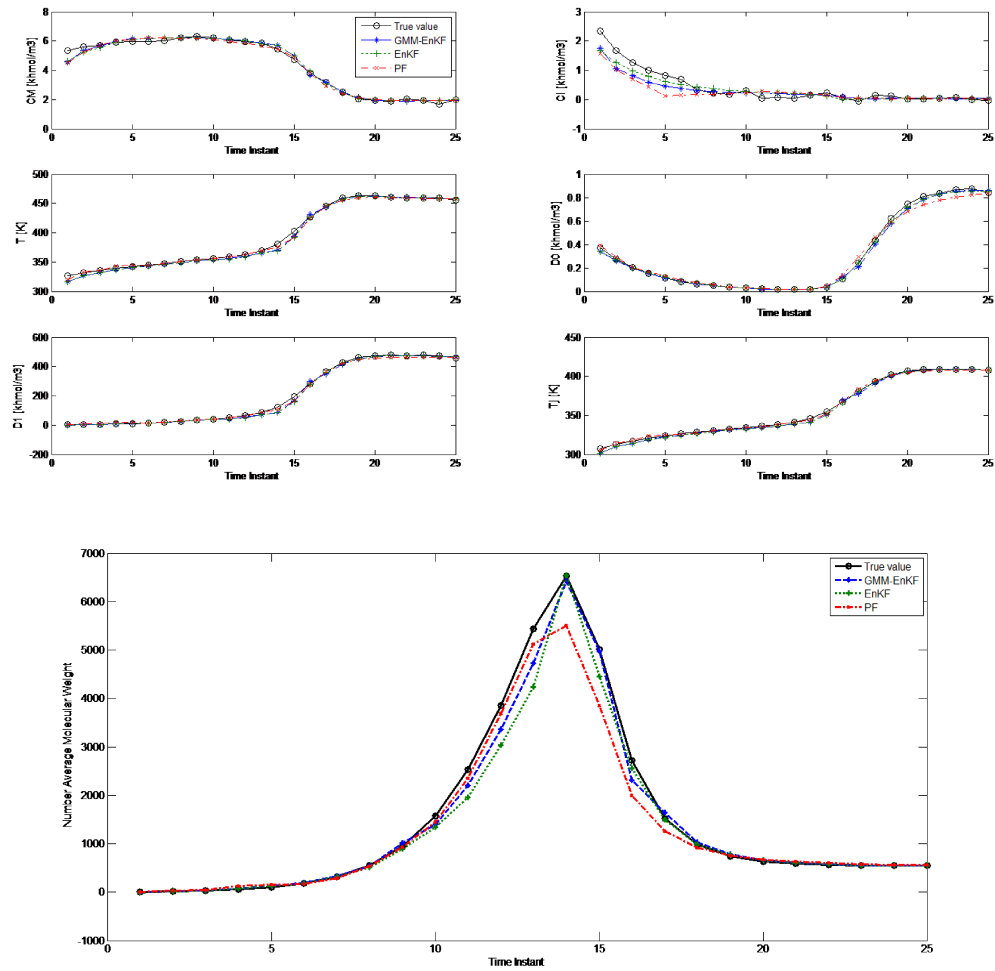 CM [khmol/m3]
8
6
4
2
0
0 5 10 15 20 25
Time Instant
True value
GMM-EnKF
EnKF
PF
CI [khmol/m3]
3
2
1
0
-1
0 5 10 15 20 25
Time Instant
T [K]
500
450
400
350
300
0 5 10 15 20 25
Time Instant
D0 [khmol/m3]
1
0.8
0.6
0.4
0.2
0
0 5 10 15 20 25
Time Instant
D1 [khmol/m3]
600
400
200
0
-200
0 5 10 15 20 25
Time Instant
TJ [K]
450
400
350
300
0 5 10 15 20 25
Time Instant
Number Average Molecular Weight
7000
6000
5000
4000
3000
2000
1000
0
-1000
0 5 10 15 20 25
Time Instant
True value
GMM-EnKF
EnKF
PF